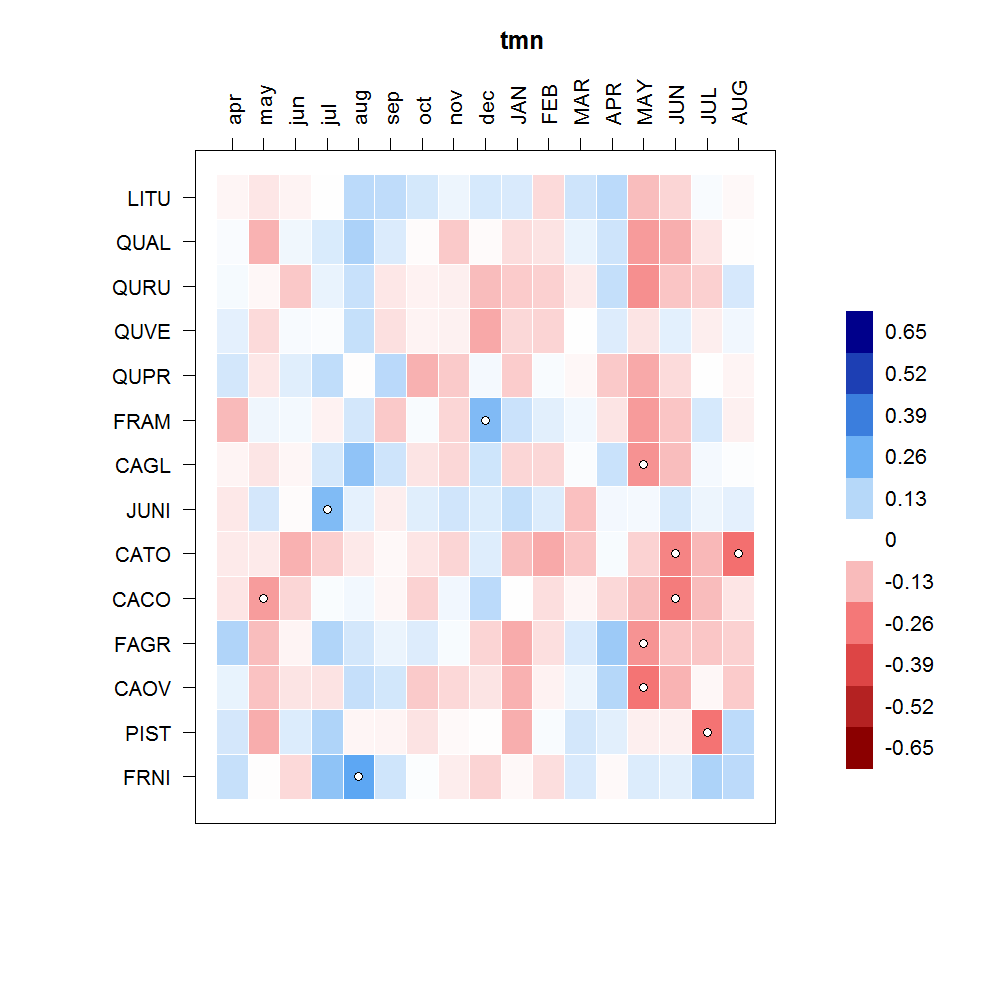 tmn
apr may jun jul aug sep oct nov dec JAN FEB MAR APR MAY JUN JUL AUG
LITU
QUAL
QURU
QUVE
QUPR
FRAM
CAGL
JUNI
CATO
CACO
FAGR
CAOV
PIST
FRNI
0.65
0.52
0.39
0.26
0.13
0
-0.13
-0.26
-0.39
-0.52
-0.65